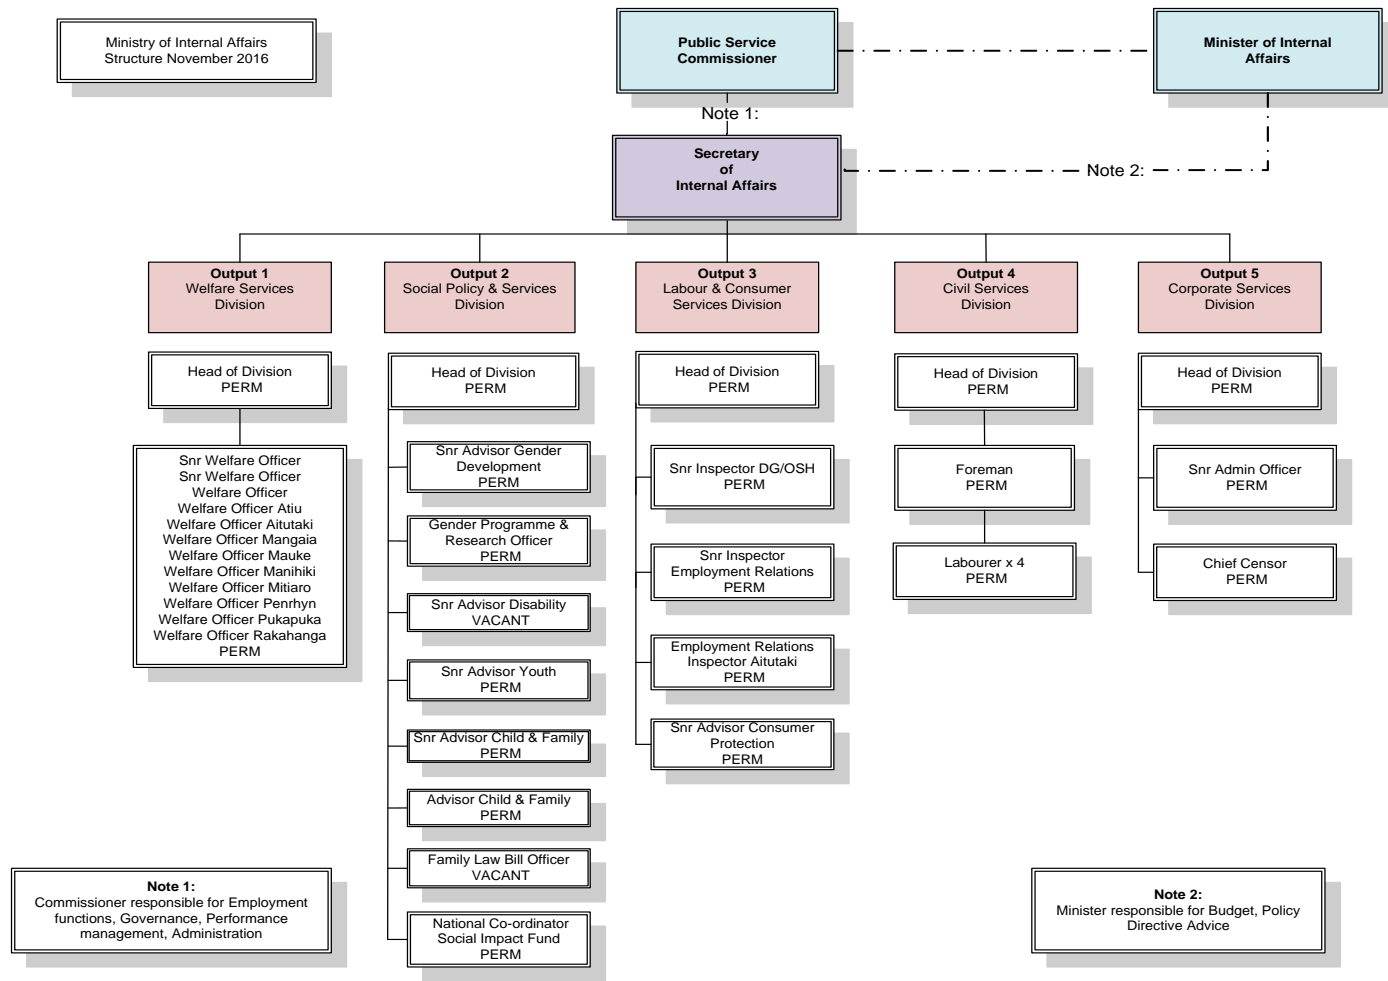 Ministry of Internal Affairs
Structure November 2016
Public Service
Commissioner
Minister of Internal
Affairs
Note 1:
Secretary
of
Internal Affairs
Note 2:
Output 1
Welfare Services
Division
Output 2
Social Policy & Services
Division
Output 3
Labour & Consumer
Services Division
Output 4
Civil Services
Division
Output 5
Corporate Services
Division
Head of Division
PERM
Head of Division
PERM
Head of Division
PERM
Head of Division
PERM
Head of Division
PERM
Snr Welfare Officer
Snr Welfare Officer
Welfare Officer
Welfare Officer Atiu
Welfare Officer Aitutaki
Welfare Officer Mangaia
Welfare Officer Mauke
Welfare Officer Manihiki
Welfare Officer Mitiaro
Welfare Officer Penrhyn
Welfare Officer Pukapuka
Welfare Officer Rakahanga
PERM
Snr Advisor Gender
Development
PERM
Gender Programme &
Research Officer
PERM
Snr Advisor Disability
VACANT
Snr Advisor Youth
PERM
Snr Advisor Child & Family
PERM
Advisor Child & Family
PERM
Family Law Bill Officer
VACANT
National Co-ordinator
Social Impact Fund
PERM
Snr Inspector DG/OSH
PERM
Snr Inspector
Employment Relations
PERM
Employment Relations
Inspector Aitutaki
PERM
Snr Advisor Consumer
Protection
PERM
Foreman
PERM
Labourer x 4
PERM
Snr Admin Officer
PERM
Chief Censor
PERM
Note 1:
Commissioner responsible for Employment
functions, Governance, Performance
management, Administration
Note 2:
Minister responsible for Budget, Policy
Directive Advice